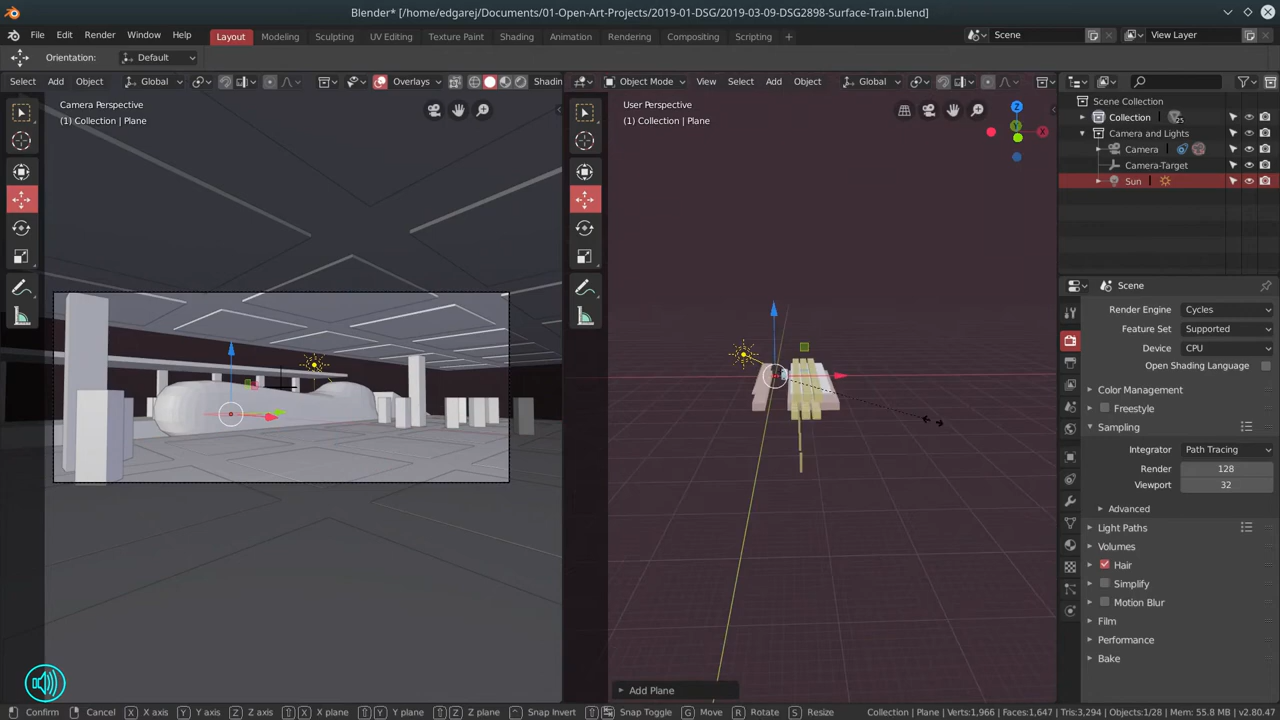 Blender* [/home/edgarej/Documents/01-Open-Art-Projects/2019-01-DSG/2019-03-09-DSG2898-Surface-Train.blend]
File Edit Render Window Help Layout Modeling Sculpting UV Editing Texture Paint Shading Animation Rendering Compositing Scripting + Scene View Layer
Orientation: Default
Select Add Object Global Overlays Shadin Object Mode View Select Add Object Global
Camera Perspective
(1) Collection | Plane
User Perspective
(1) Collection | Plane
Z
Y
X
Scene Collection
Collection 25
Camera and Lights
Camera
Camera-Target
Sun
Scene
Render Engine Cycles
Feature Set Supported
Device CPU
Open Shading Language
Color Management
Freestyle
Sampling
Integrator Path Tracing
Render 128
Viewport 32
Advanced
Light Paths
Volumes
Hair
Simplify
Motion Blur
Film
Performance
Bake
Add Plane
Confirm Cancel X X axis Y Y axis Z Z axis X X plane Y Y plane Z Z plane Snap Invert Snap Toggle G Move R Rotate S Resize Collection | Plane | Verts:1,966 | Faces:1,647 | Tris:3,294 | Objects:1/28 | Mem: 55.8 MB | v2.80.47